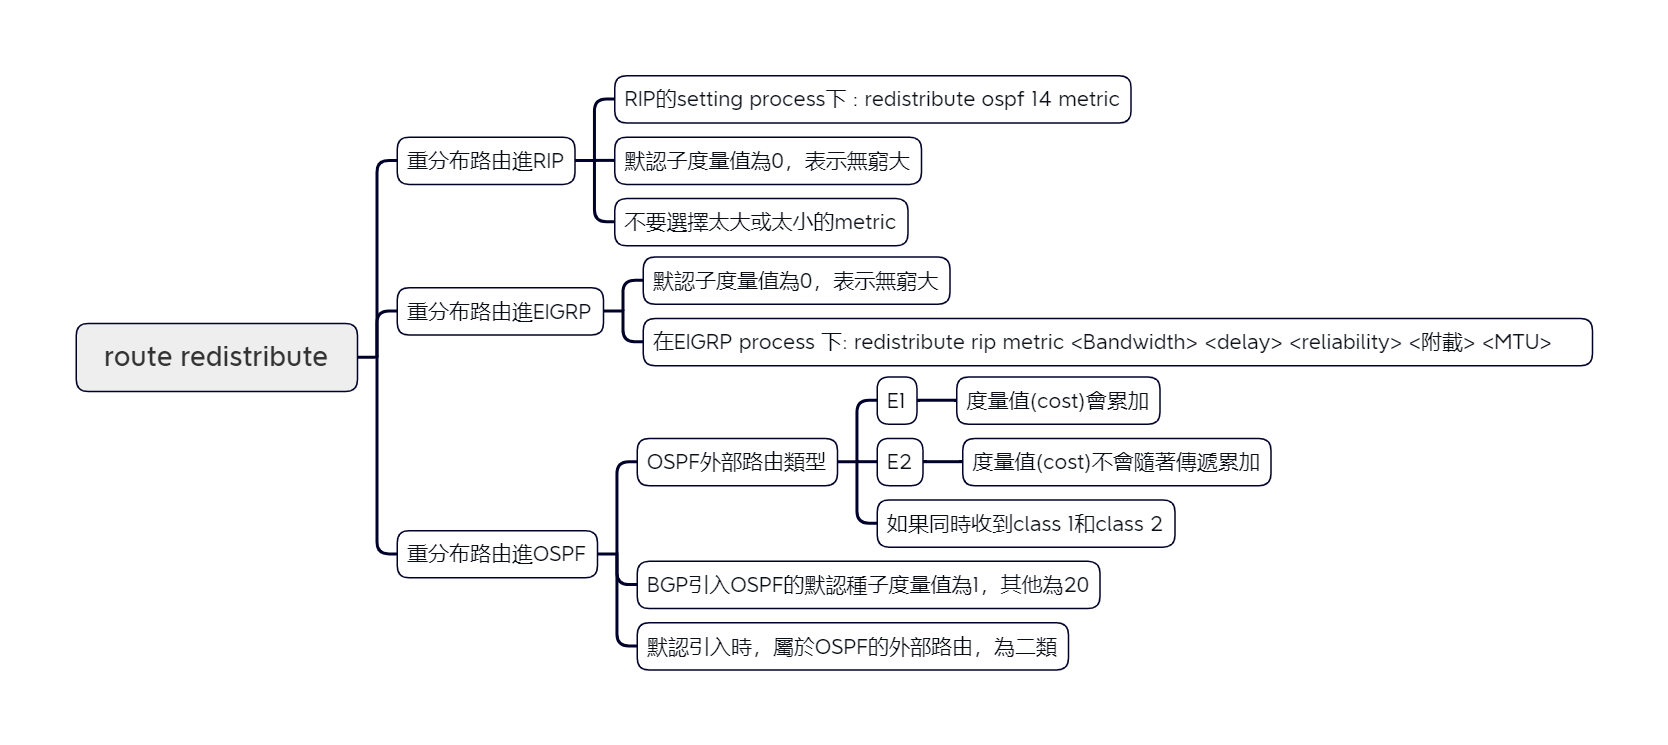 route redistribute
重分布路由進RIP
RIP的setting process下 : redistribute ospf 14 metric
默認子度量值為0，表示無窮大
不要選擇太大或太小的metric
重分布路由進EIGRP
默認子度量值為0，表示無窮大
在EIGRP process 下: redistribute rip metric <Bandwidth> <delay> <reliability> <附載> <MTU>
重分布路由進OSPF
OSPF外部路由類型
E1
度量值(cost)會累加
E2
度量值(cost)不會隨著傳遞累加
如果同時收到class 1和class 2
BGP引入OSPF的默認種子度量值為1，其他為20
默認引入時，屬於OSPF的外部路由，為二類